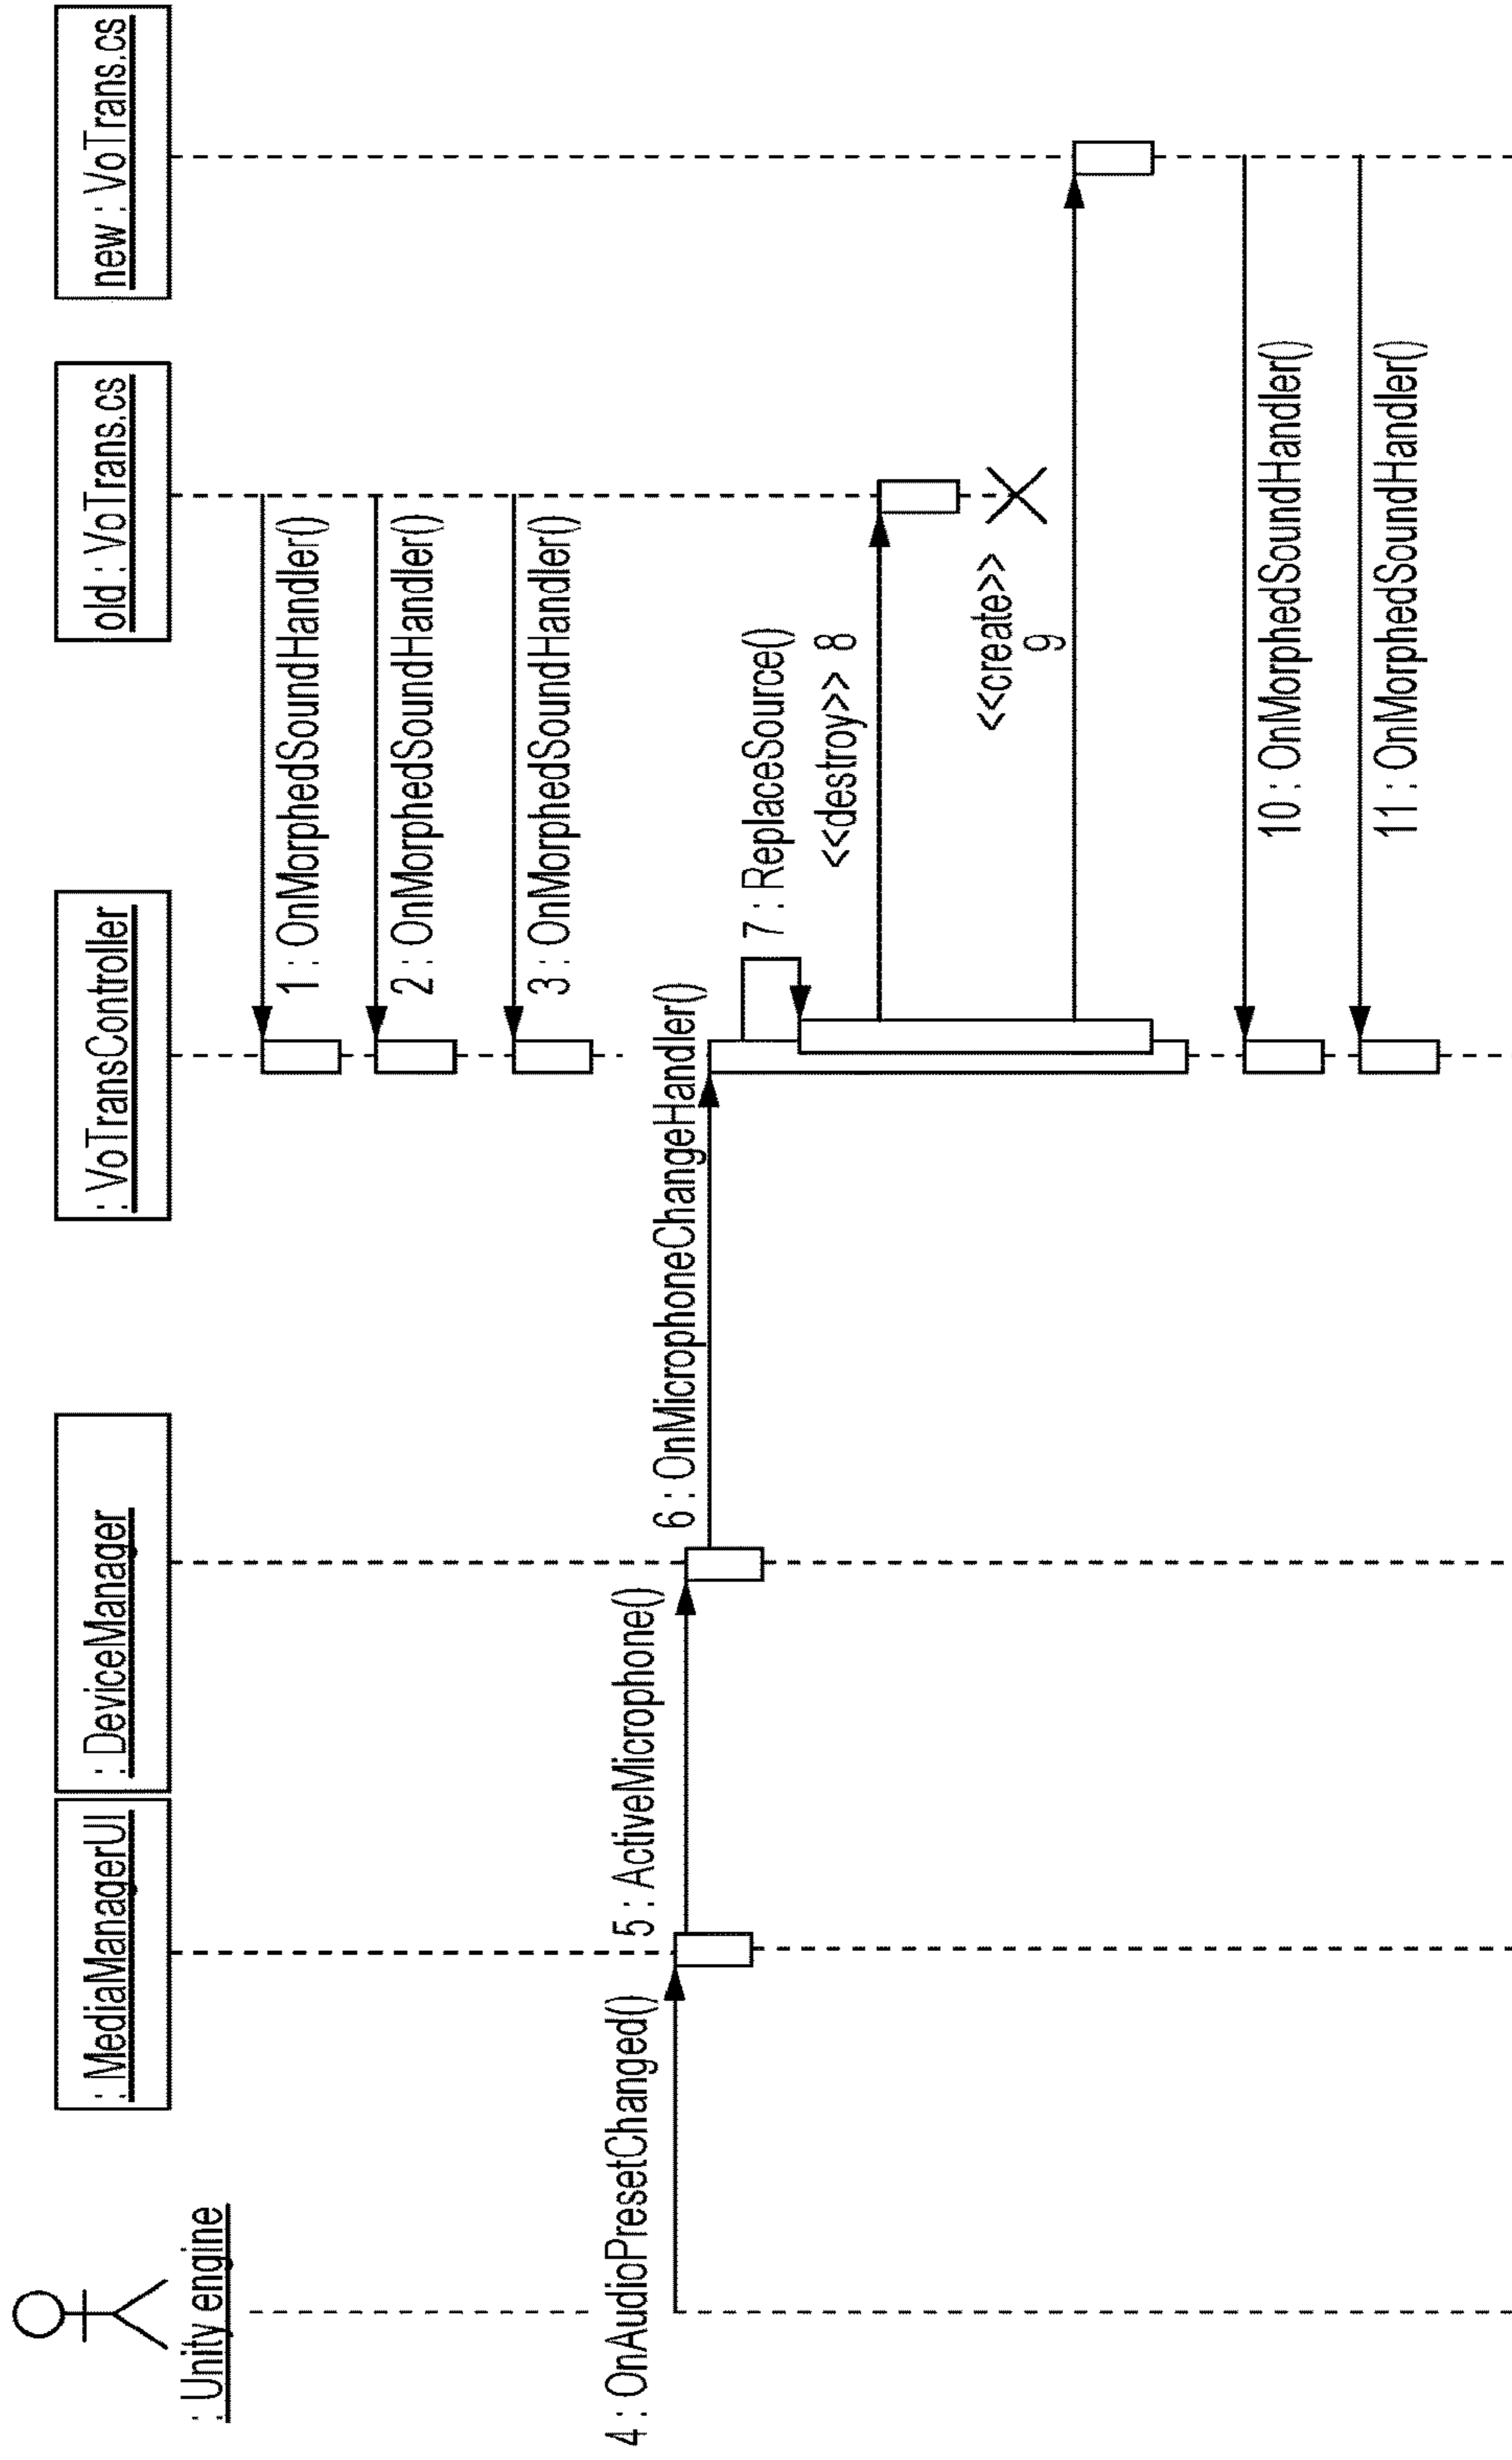 : Unity engine
: MediaManagerUI
: DeviceManager
: VoTransController
old : VoTrans.cs
new : VoTrans.cs
1 : OnMorphedSoundHandler()
2 : OnMorphedSoundHandler()
3 : OnMorphedSoundHandler()
4 : OnAudioPresetChanged()
5 : ActiveMicrophone()
6 : OnMicrophoneChangeHandler()
7 : ReplaceSource()
<<destroy>> 8
<<create>>
9
10 : OnMorphedSoundHandler()
11 : OnMorphedSoundHandler()